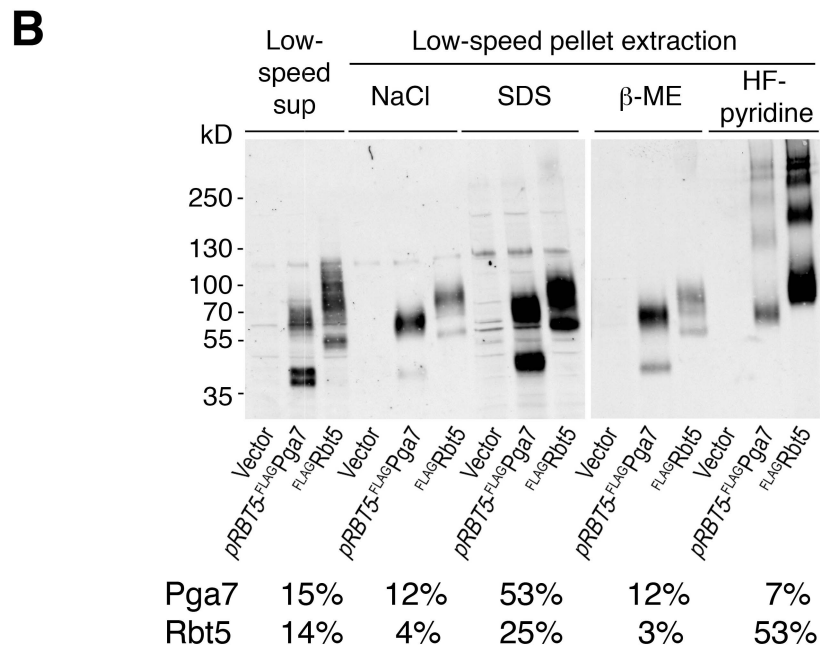 B
Low-speed sup
Low-speed pellet extraction
NaCl
SDS
β-ME
HF-pyridine
kD
250
130
100
70
55
35
Vector
pRBT5-FLAGPga7
FLAGRbt5
Vector
pRBT5-FLAGPga7
FLAGRbt5
Vector
pRBT5-FLAGPga7
FLAGRbt5
Vector
pRBT5-FLAGPga7
FLAGRbt5
Vector
pRBT5-FLAGPga7
FLAGRbt5
Pga7 15% 12% 53% 12% 7%
Rbt5 14% 4% 25% 3% 53%